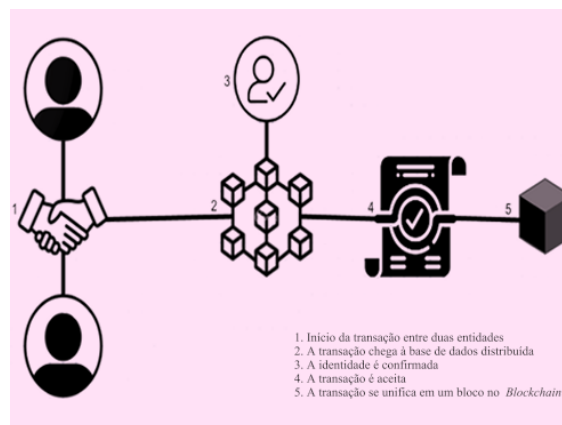 3
1
2
4
5
1. Início da transação entre duas entidades
2. A transação chega à base de dados distribuída
3. A identidade é confirmada
4. A transação é aceita
5. A transação se unifica em um bloco no Blockchain